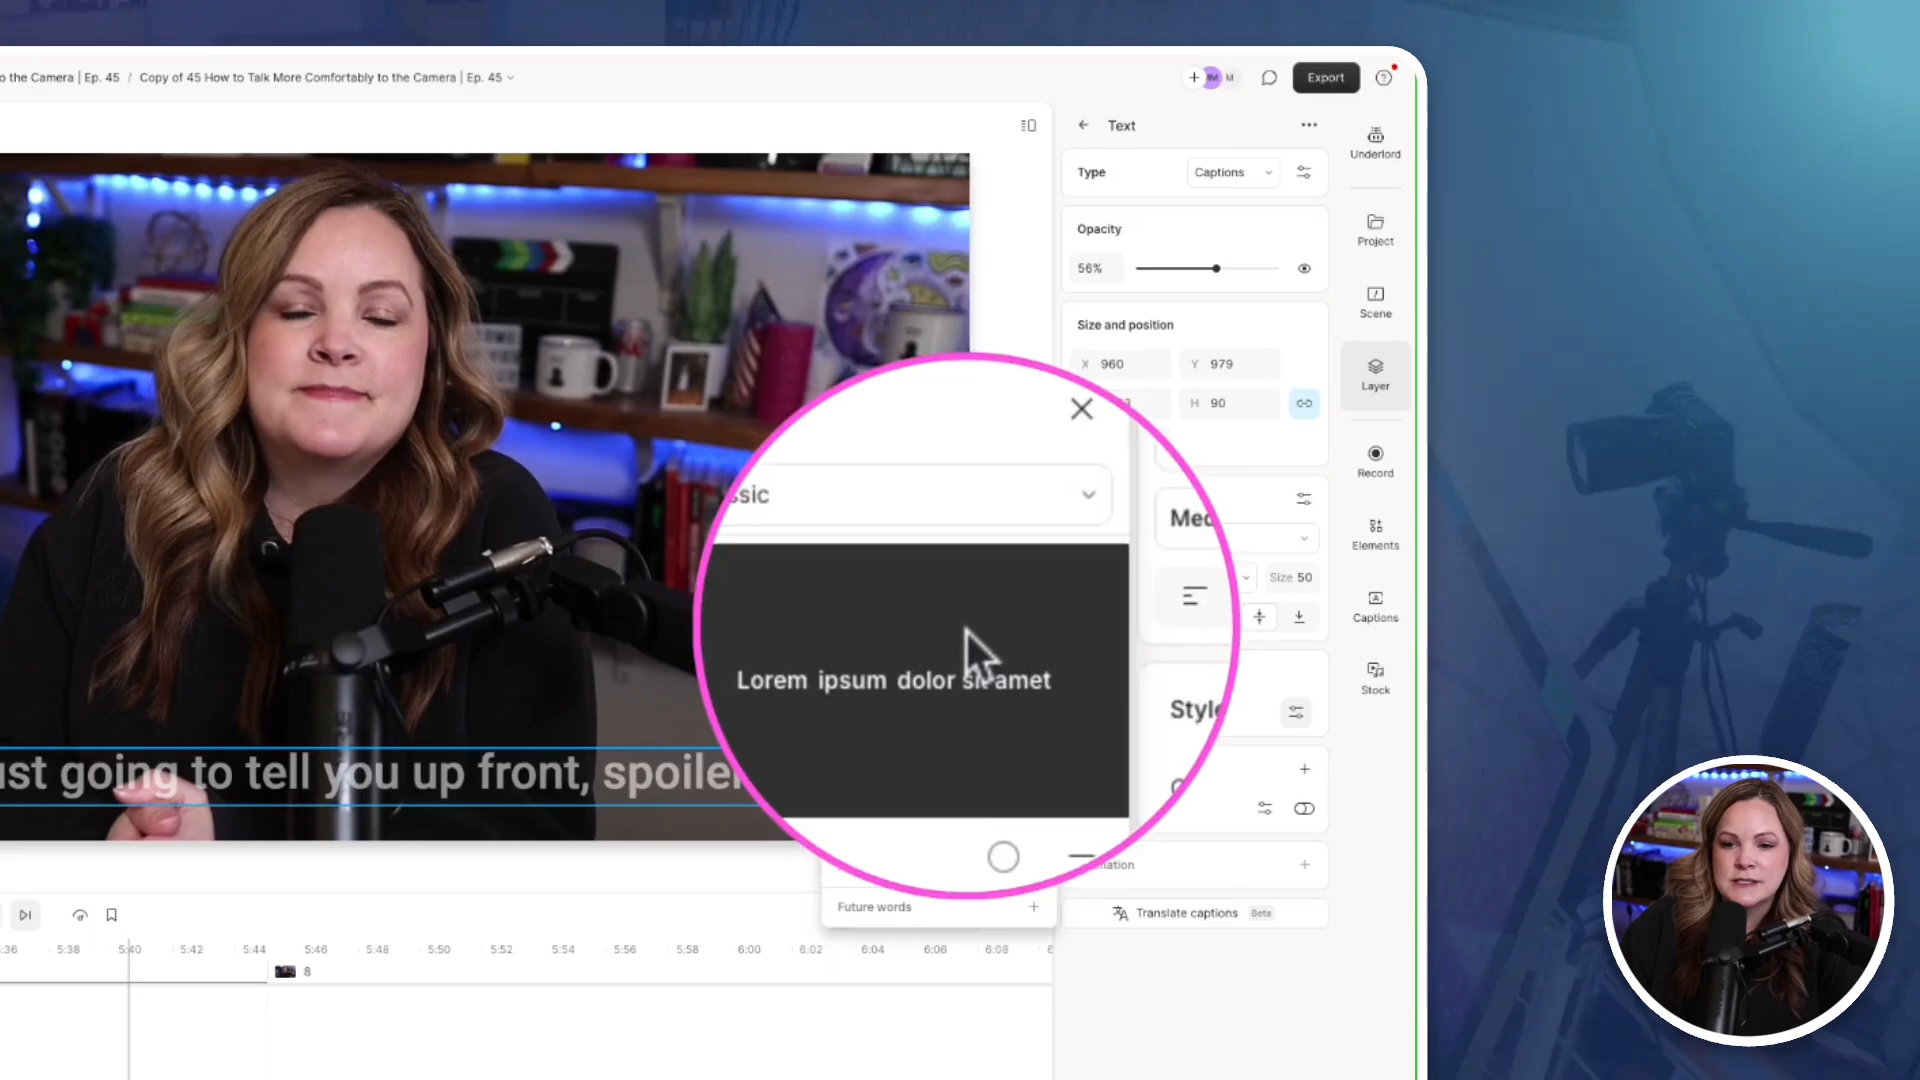 o the Camera | Ep. 45 / Copy of 45 How to Talk More Comfortably to the Camera | Ep. 45
M
Export
Text
Type
Captions
Opacity
56%
Size and position
X 960
Y 979
H 90
ssic
Med
Size 50
Lorem ipsum dolor sit amet
Style
ust going to tell you up front, spoiler
mation
Future words
Translate captions Beta
Underlord
Project
Scene
Layer
Record
Elements
Captions
Stock
:36 5:38 5:40 5:42 5:44 5:46 5:48 5:50 5:52 5:54 5:56 5:58 6:00 6:02 6:04 6:06 6:08 6
8